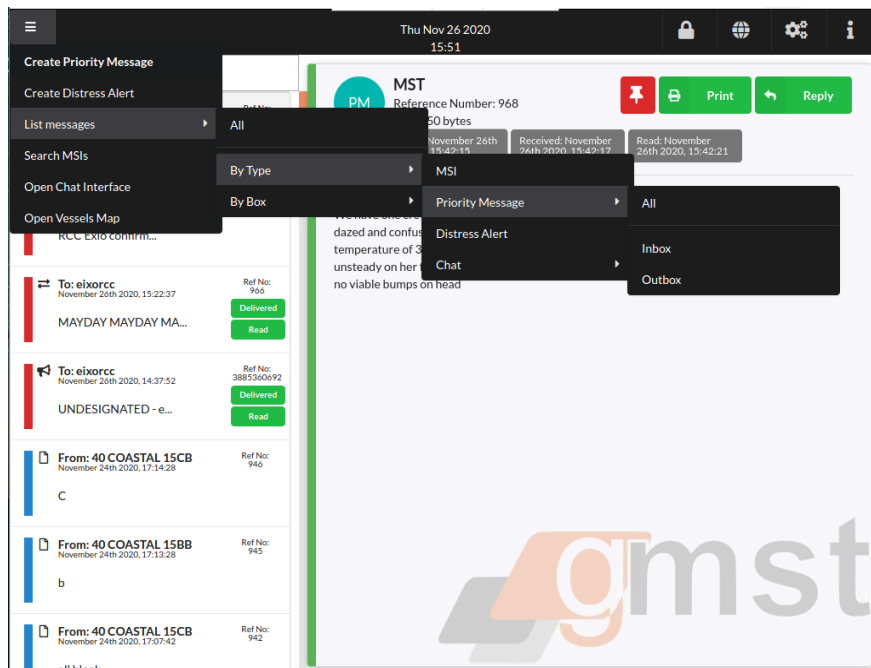 Thu Nov 26 2020
15:51
Create Priority Message
Create Distress Alert
List messages
Search MSIs
Open Chat Interface
Open Vessels Map
All
By Type
By Box
MSI
Priority Message
Distress Alert
Chat
All
Inbox
Outbox
RCC Exio confirm...
To: eixorcc
November 26th 2020, 15:22:37
MAYDAY MAYDAY MA...
Ref No:
966
Delivered
Read
To: eixorcc
November 26th 2020, 14:37:52
UNDESIGNATED - e...
Ref No:
3885360692
Delivered
Read
From: 40 COASTAL 15CB
November 24th 2020, 17:14:28
C
Ref No:
946
From: 40 COASTAL 15BB
November 24th 2020, 17:13:28
b
Ref No:
945
From: 40 COASTAL 15CB
November 24th 2020, 17:07:42
Ref No:
942
PM
MST
Reference Number: 968
50 bytes
Print
Reply
November 26th
15:42:15
Received: November
26th 2020, 15:42:17
Read: November
26th 2020, 15:42:21
dazed and confus
temperature of 3
unsteady on her
no viable bumps on head
gmst